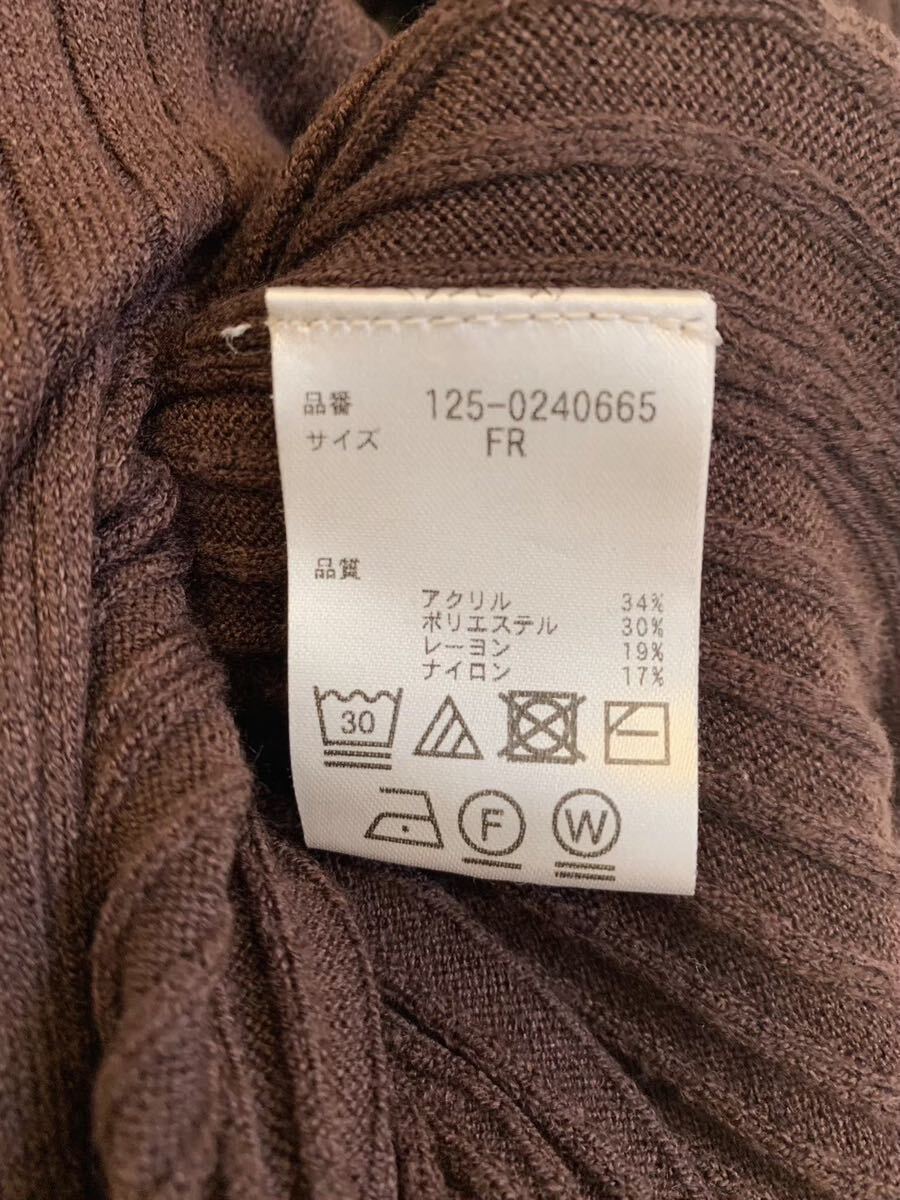 品番 125-0240665
サイズ FR
品質
アクリル 34%
ポリエステル 30%
レーヨン 19%
ナイロン 17%
30
F W